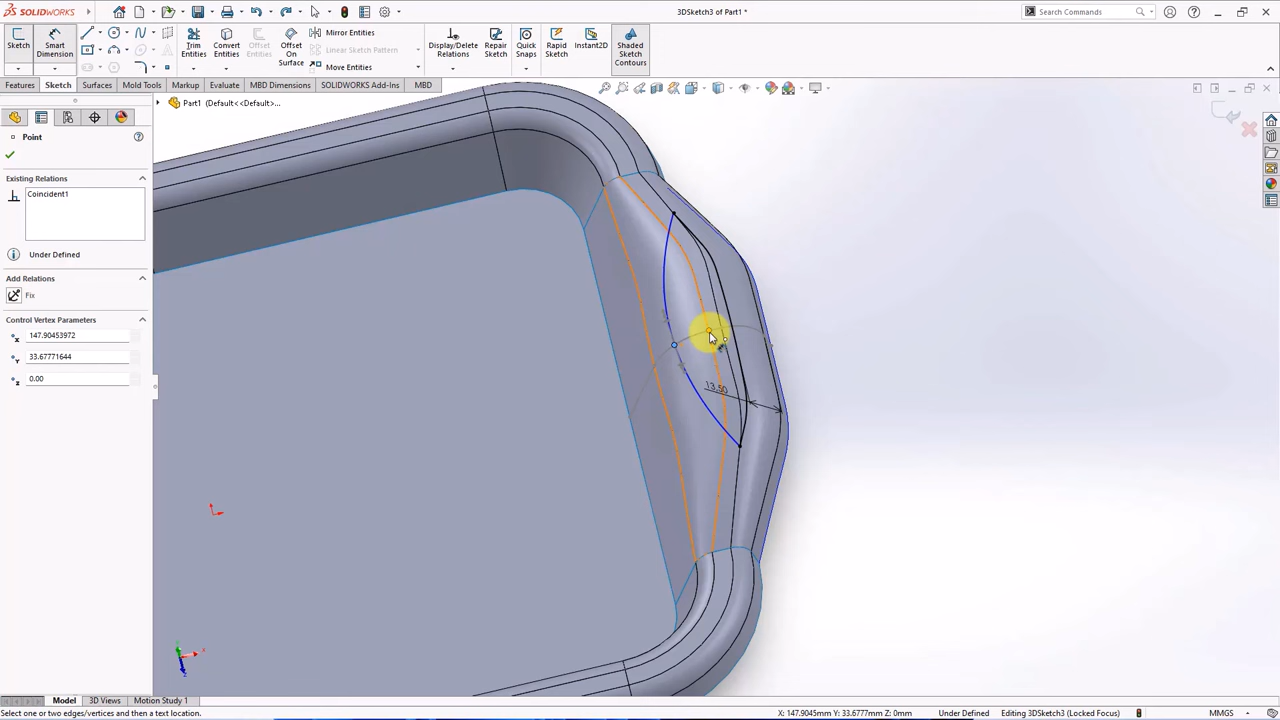 SOLIDWORKS
3DSketch3 of Part1 *
Search Commands
Sketch
Smart Dimension
Trim Entities
Convert Entities
Offset Entities
Offset On Surface
Mirror Entities
Linear Sketch Pattern
Move Entities
Display/Delete Relations
Repair Sketch
Quick Snaps
Rapid Sketch
Instant2D
Shaded Sketch Contours
Features
Sketch
Surfaces
Mold Tools
Markup
Evaluate
MBD Dimensions
SOLIDWORKS Add-Ins
MBD
Part1 (Default<<Default>...
Point
Existing Relations
Coincident1
Under Defined
Add Relations
Fix
Control Vertex Parameters
147.90453972
33.67771644
0.00
13.50
Model
3D Views
Motion Study 1
Select one or two edges/vertices and then a text location.
X: 147.9045mm Y: 33.6777mm Z: 0mm
Under Defined
Editing 3DSketch3 (Locked Focus)
MMGS